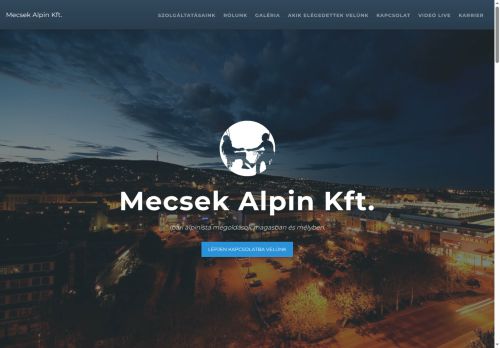 Mecsek Alpin Kft.
SZOLGÁLTATÁSAINK RÓLUNK GALÉRIA AKIK ELÉGEDETTEK VELÜNK KAPCSOLAT VIDEÓ LIVE KARRIER
Mecsek Alpin Kft.
Ipari alpinista megoldások magasban és mélyben.
LÉPJEN KAPCSOLATBA VELÜNK